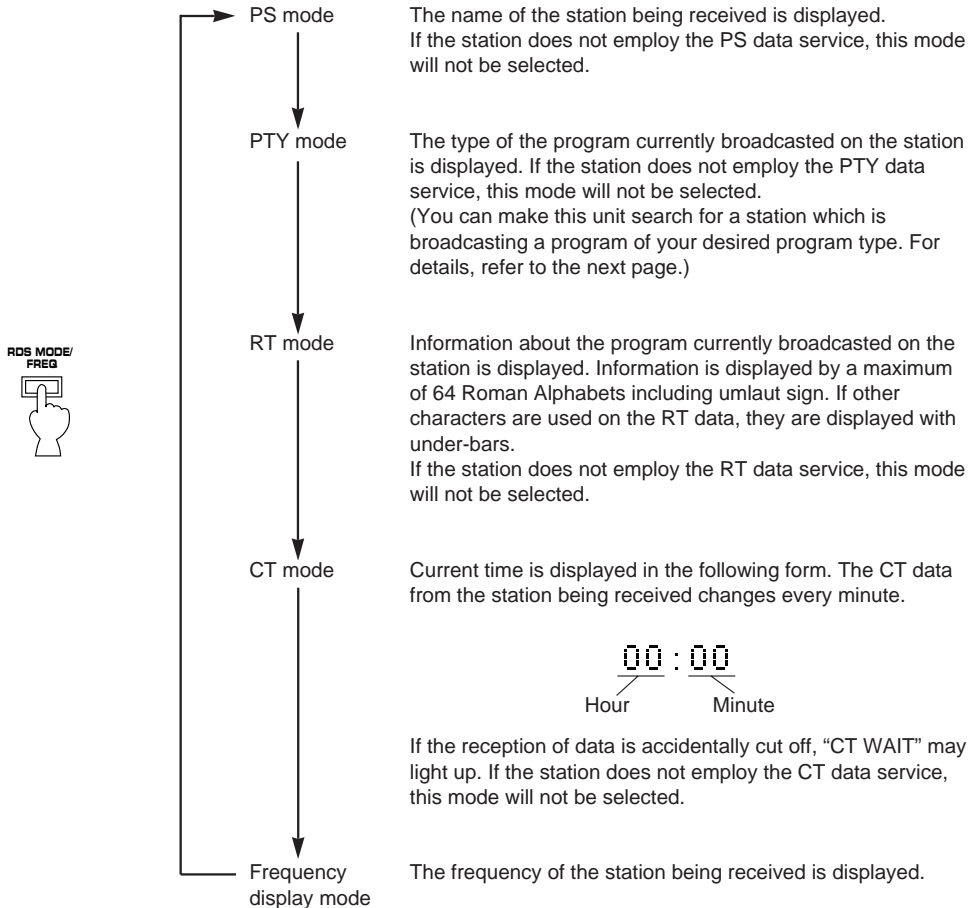 PS mode
The name of the station being received is displayed.
If the station does not employ the PS data service, this mode
will not be selected.
PTY mode
The type of the program currently broadcasted on the station
is displayed. If the station does not employ the PTY data
service, this mode will not be selected.
(You can make this unit search for a station which is
broadcasting a program of your desired program type. For
details, refer to the next page.)
RDS MODE/
FREQ
RT mode
Information about the program currently broadcasted on the
station is displayed. Information is displayed by a maximum
of 64 Roman Alphabets including umlaut sign. If other
characters are used on the RT data, they are displayed with
under-bars.
If the station does not employ the RT data service, this mode
will not be selected.
CT mode
Current time is displayed in the following form. The CT data
from the station being received changes every minute.
00 : 00
Hour Minute
If the reception of data is accidentally cut off, “CT WAIT” may
light up. If the station does not employ the CT data service,
this mode will not be selected.
Frequency
display mode
The frequency of the station being received is displayed.